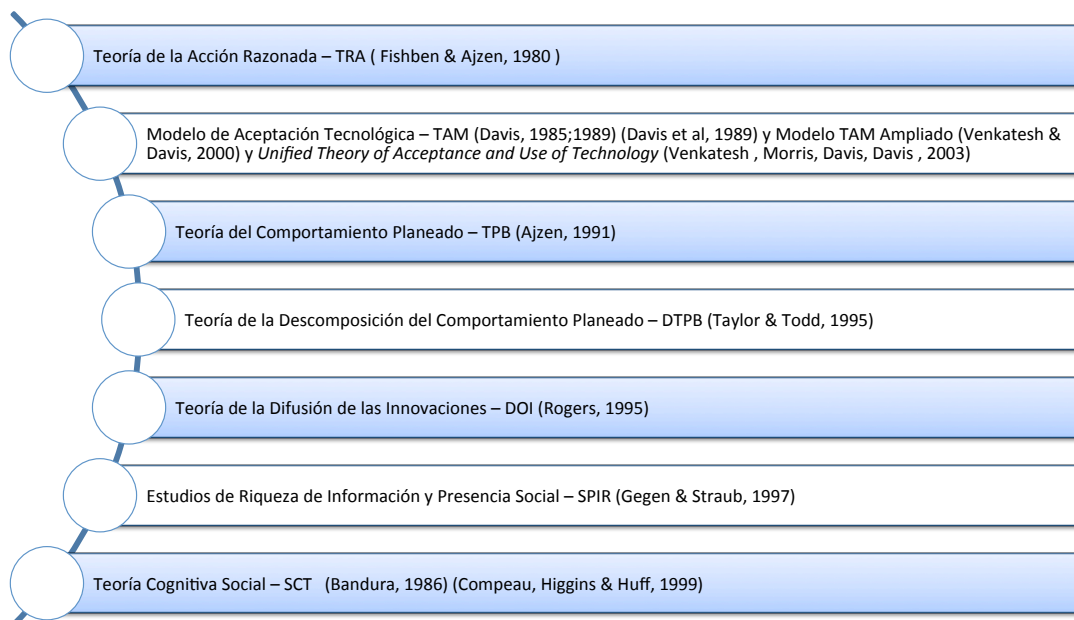 Teoría de la Acción Razonada – TRA ( Fishben & Ajzen, 1980 )
Modelo de Aceptación Tecnológica – TAM (Davis, 1985;1989) (Davis et al, 1989) y Modelo TAM Ampliado (Venkatesh &
Davis, 2000) y Unified Theory of Acceptance and Use of Technology (Venkatesh , Morris, Davis, Davis , 2003)
Teoría del Comportamiento Planeado – TPB (Ajzen, 1991)
Teoría de la Descomposición del Comportamiento Planeado – DTPB (Taylor & Todd, 1995)
Teoría de la Difusión de las Innovaciones – DOI (Rogers, 1995)
Estudios de Riqueza de Información y Presencia Social – SPIR (Gegen & Straub, 1997)
Teoría Cognitiva Social – SCT (Bandura, 1986) (Compeau, Higgins & Huff, 1999)